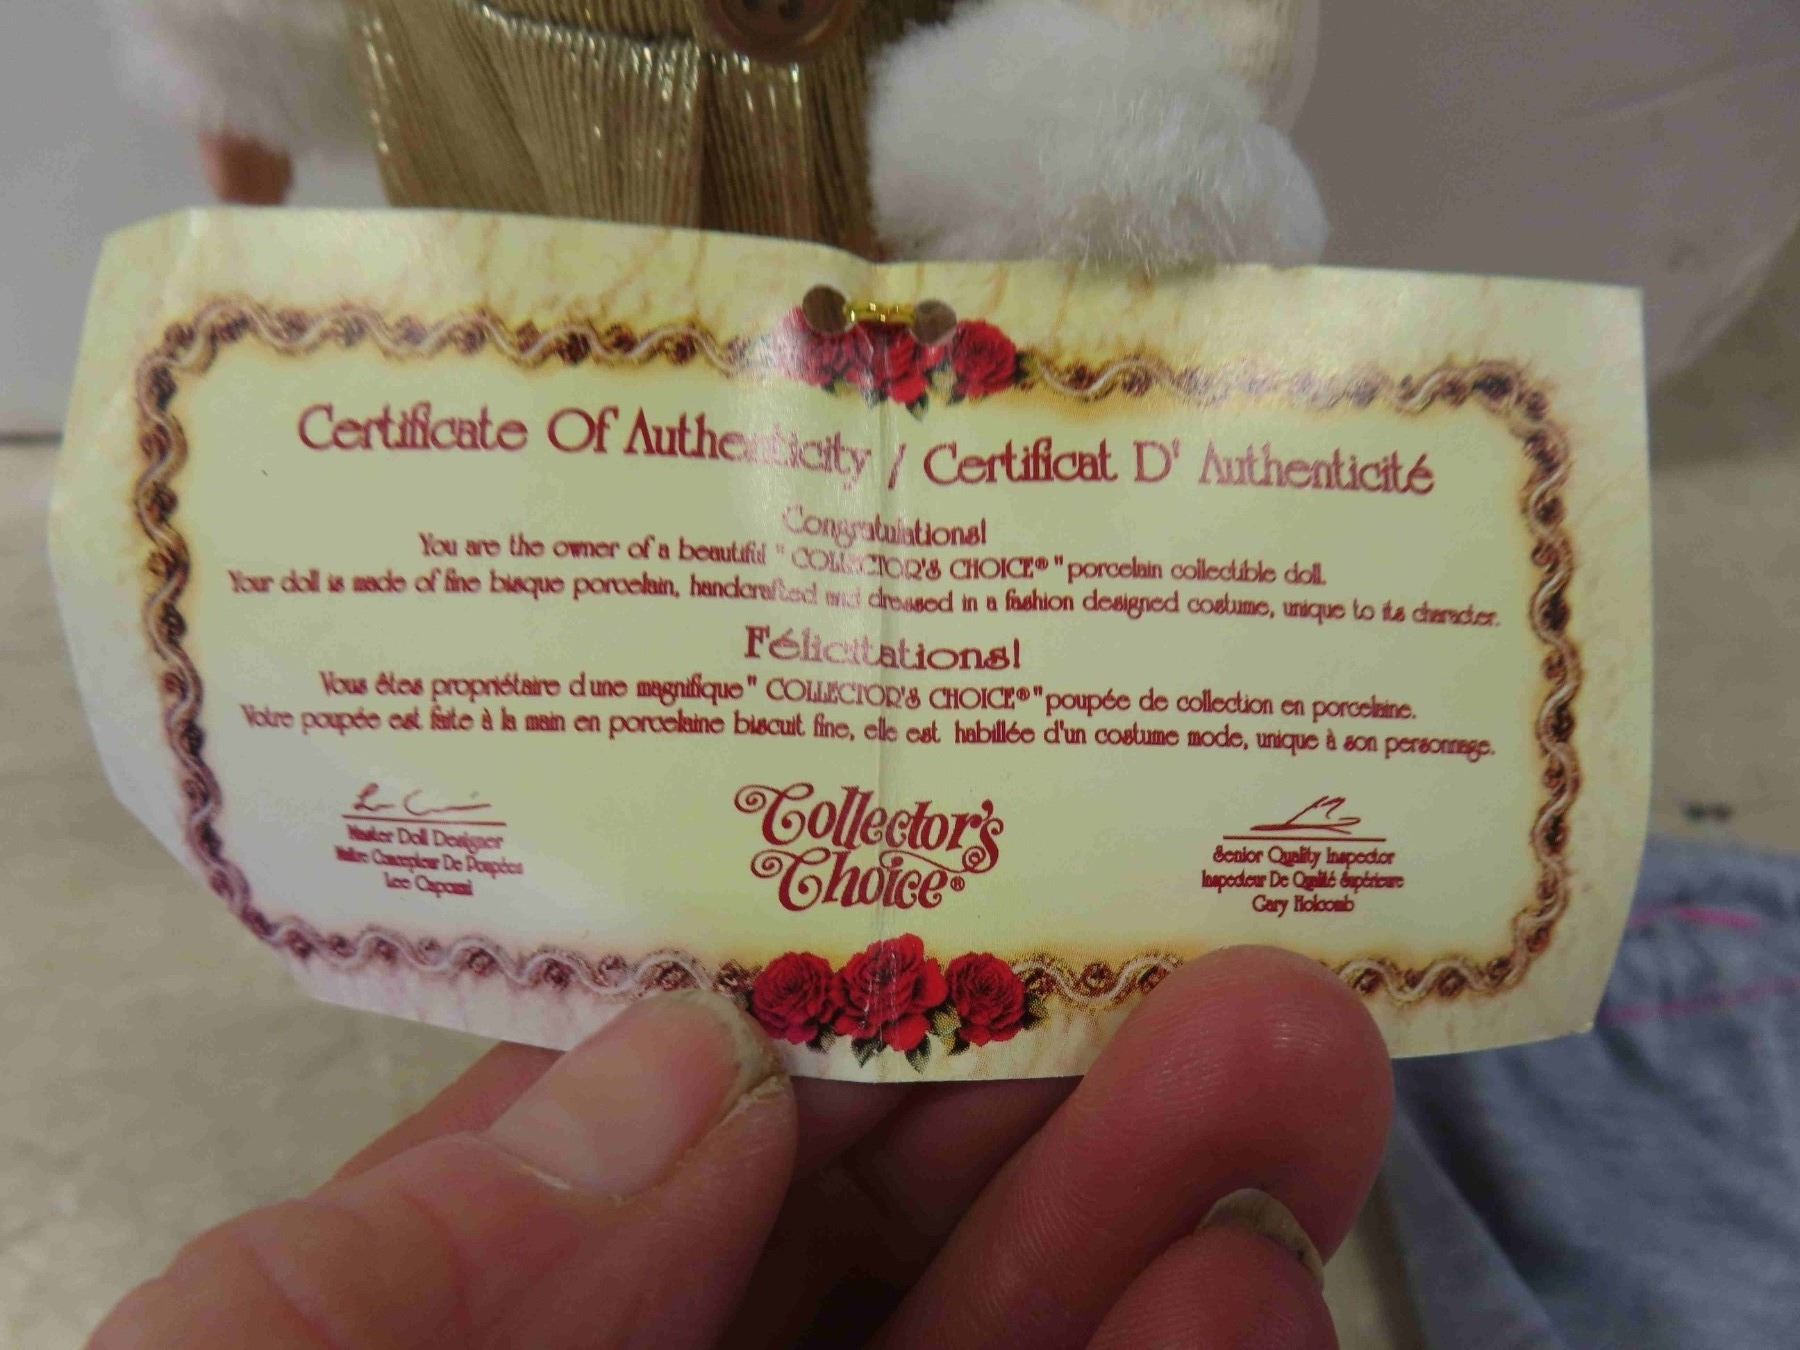 Certificate Of Authenticity / Certificat D' Authenticité
Congratulations!
You are the owner of a beautiful " COLLECTOR'S CHOICE® " porcelain collectible doll.
Your doll is made of fine bisque porcelain, handcrafted and dressed in a fashion designed costume, unique to its character.
Félicitations!
Vous êtes propriétaire d'une magnifique " COLLECTOR'S CHOICE® " poupée de collection en porcelaine.
Votre poupée est faite à la main en porcelaine biscuit fine, elle est habillée d'un costume mode, unique à son personnage.
Master Doll Designer
Maître Concepteur De Poupées
Lee
Collector's
Choice®
Senior Quality Inspector
Inspecteur De Qualité Supérieure
Gary Holcomb